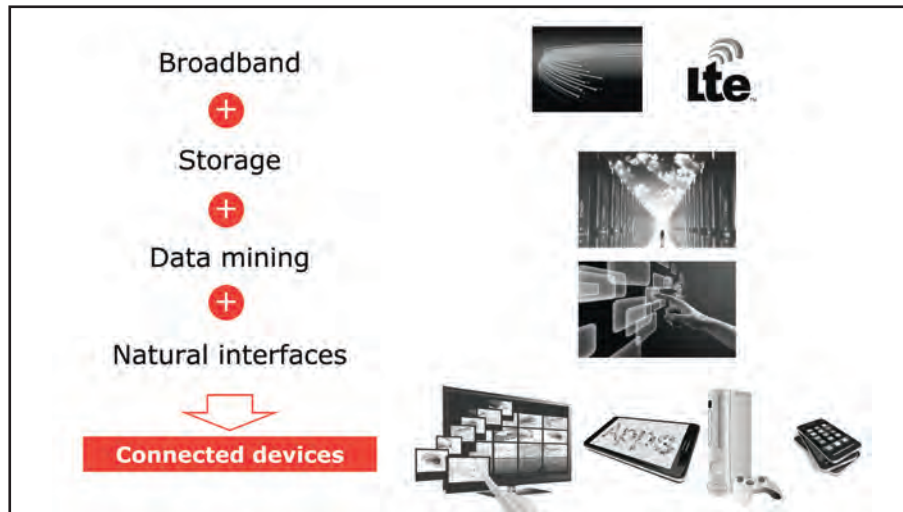 Broadband
+
Storage
+
Data mining
+
Natural interfaces
Connected devices
Lte
Apps